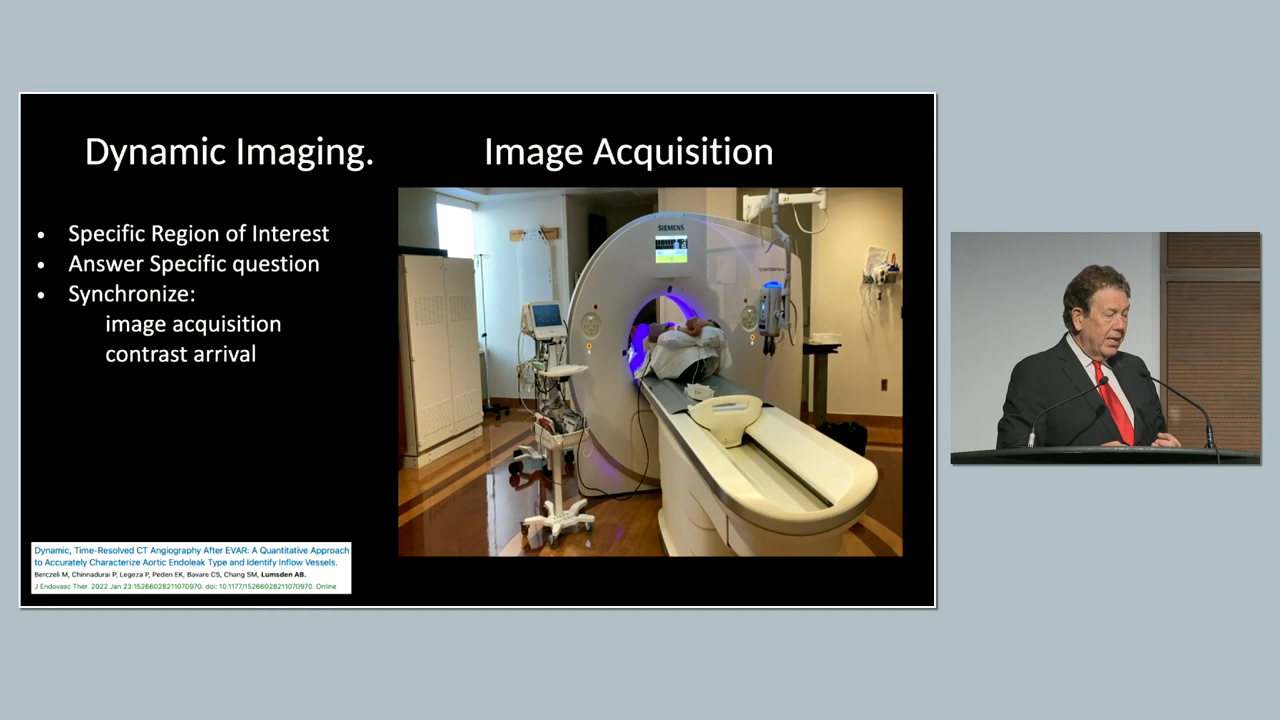 Dynamic Imaging.
Image Acquisition
• Specific Region of Interest
• Answer Specific question
• Synchronize:
image acquisition
contrast arrival
SIEMENS
Dynamic, Time-Resolved CT Angiography After EVAR: A Quantitative Approach
to Accurately Characterize Aortic Endoleak Type and Identify Inflow Vessels.
Berczeli M, Chinnadurai P, Legeza P, Peden EK, Bavare CS, Chang SM, Lumsden AB.
J Endovasc Ther. 2022 Jan 23:15266028211070970. doi: 10.1177/15266028211070970. Online